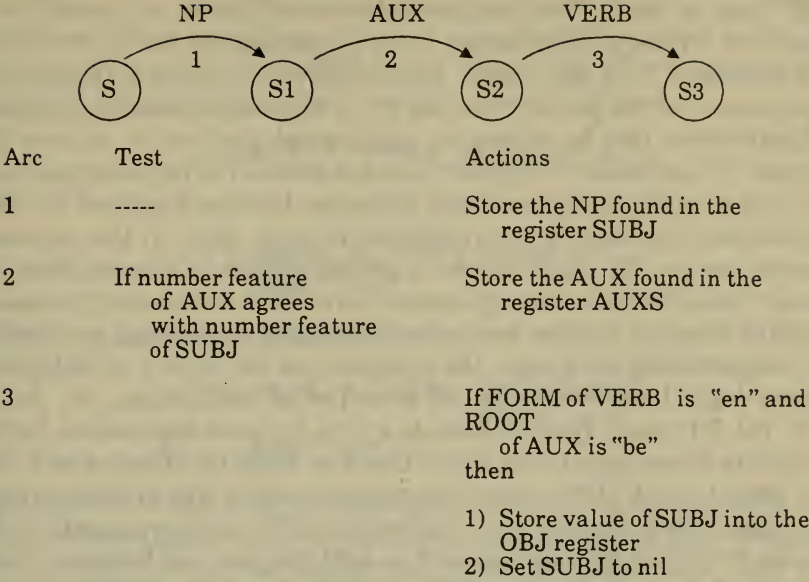 NP AUX VERB
1 2 3
S S1 S2 S3
Arc Test Actions
1 ----- Store the NP found in the
register SUBJ
2 If number feature Store the AUX found in the
of AUX agrees register AUXS
with number feature
of SUBJ
3 If FORM of VERB is "en" and
ROOT
of AUX is "be"
then
1) Store value of SUBJ into the
OBJ register
2) Set SUBJ to nil